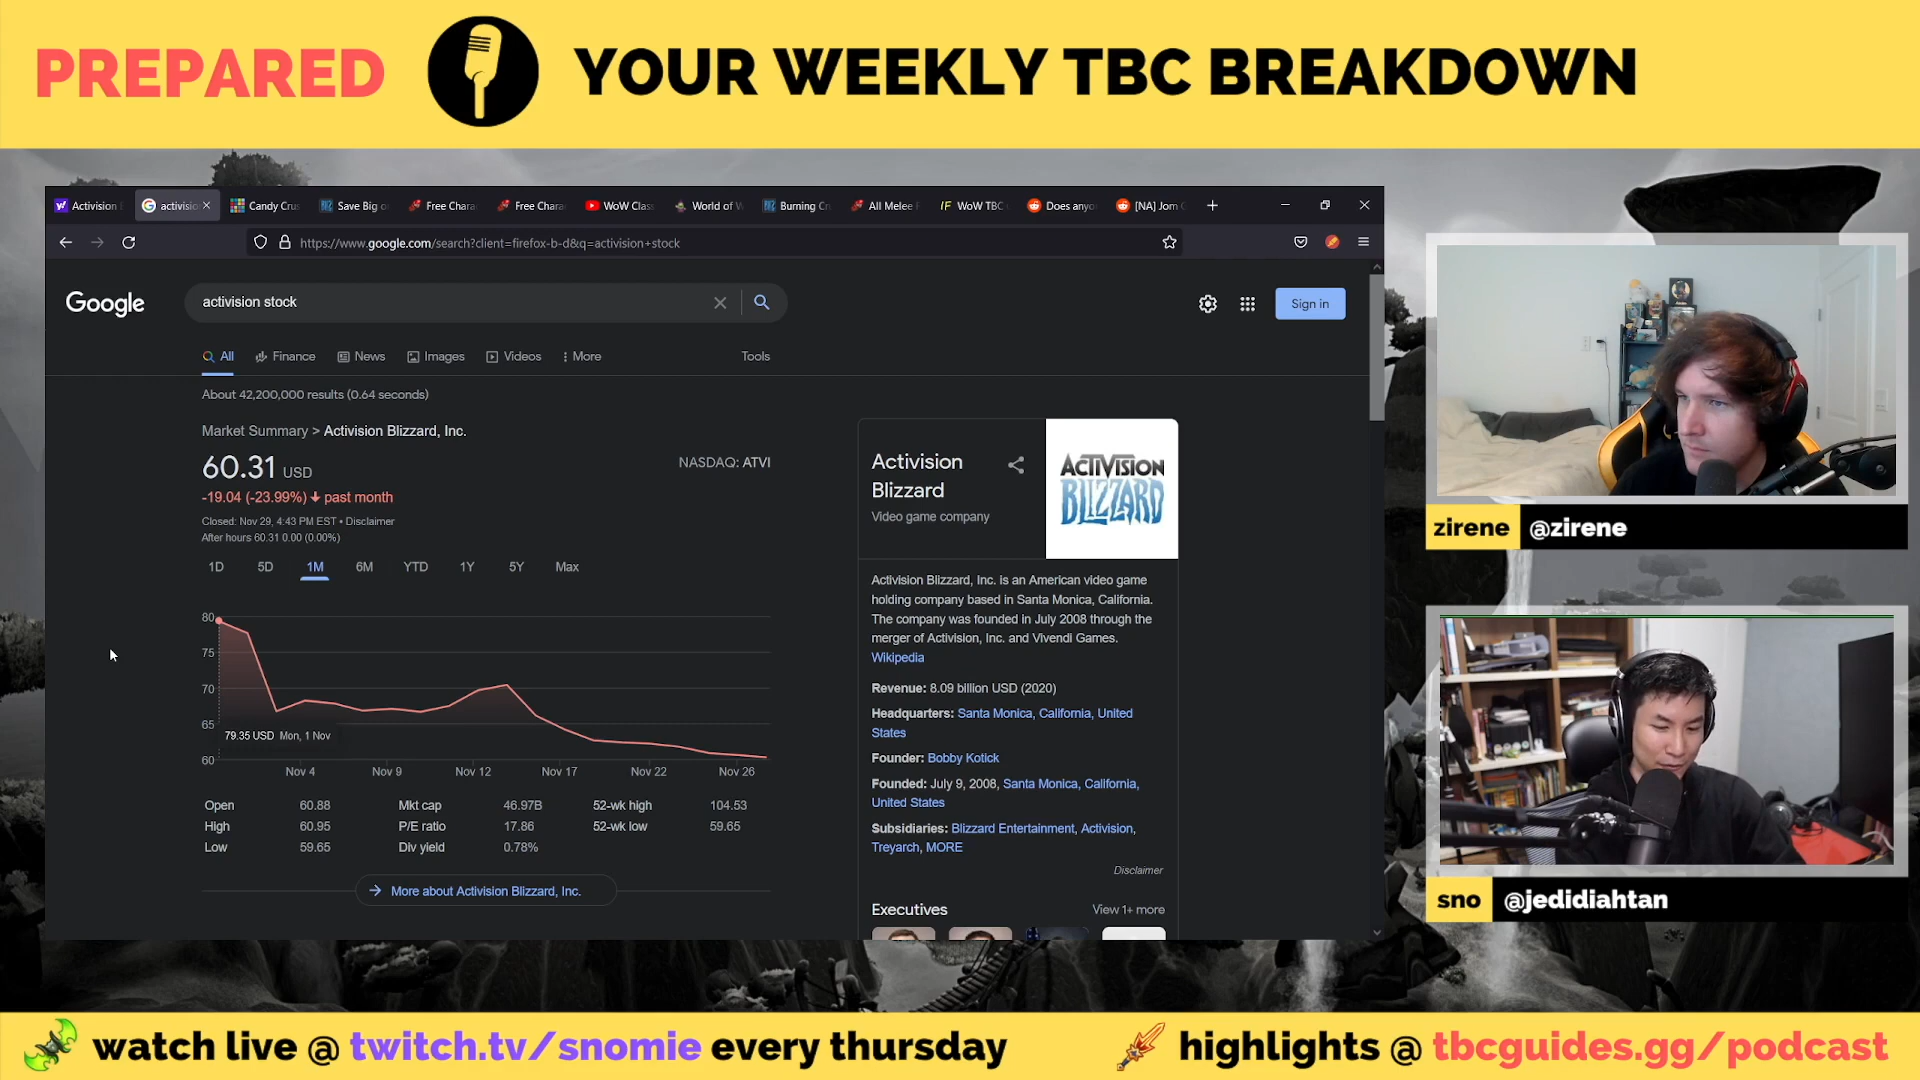 PREPARED YOUR WEEKLY TBC BREAKDOWN
Activision activision Candy Crus Save Big o Free Chara Free Chara WoW Class World of W Burning Cr All Melee F WoW TBC Does anyo [NA] Jom
https://www.google.com/search?client=firefox-b-d&q=activision+stock
Google activision stock Sign in
All Finance News Images Videos More Tools
About 42,200,000 results (0.64 seconds)
Market Summary > Activision Blizzard, Inc.
60.31 USD NASDAQ: ATVI
-19.04 (-23.99%) past month
Closed: Nov 29, 4:43 PM EST • Disclaimer
After hours 60.31 0.00 (0.00%)
1D 5D 1M 6M YTD 1Y 5Y Max
80
75
70
65
60
79.35 USD Mon, 1 Nov
Nov 4 Nov 9 Nov 12 Nov 17 Nov 22 Nov 26
Open 60.88 Mkt cap 46.97B 52-wk high 104.53
High 60.95 P/E ratio 17.86 52-wk low 59.65
Low 59.65 Div yield 0.78%
More about Activision Blizzard, Inc.
Activision
Blizzard
Video game company
ACTIVISION
BLIZZARD
Activision Blizzard, Inc. is an American video game
holding company based in Santa Monica, California.
The company was founded in July 2008 through the
merger of Activision, Inc. and Vivendi Games.
Wikipedia
Revenue: 8.09 billion USD (2020)
Headquarters: Santa Monica, California, United
States
Founder: Bobby Kotick
Founded: July 9, 2008, Santa Monica, California,
United States
Subsidiaries: Blizzard Entertainment, Activision,
Treyarch, MORE
Disclaimer
Executives View 1+ more
zirene @zirene
sno @jedidiahtan
watch live @ twitch.tv/snomie every thursday highlights @ tbcguides.gg/podcast